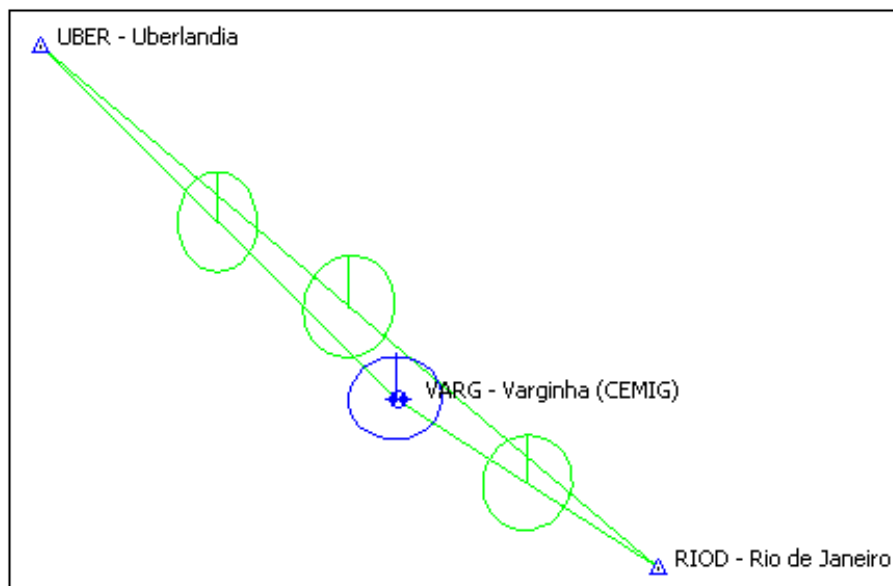 UBER - Uberlandia
VARG - Varginha (CEMIG)
RIOD - Rio de Janeiro